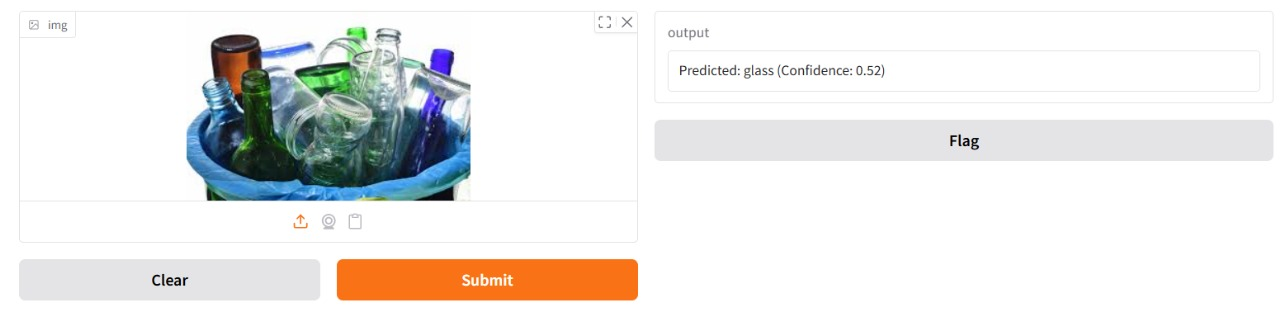 img
output
Predicted: glass (Confidence: 0.52)
Flag
Clear
Submit